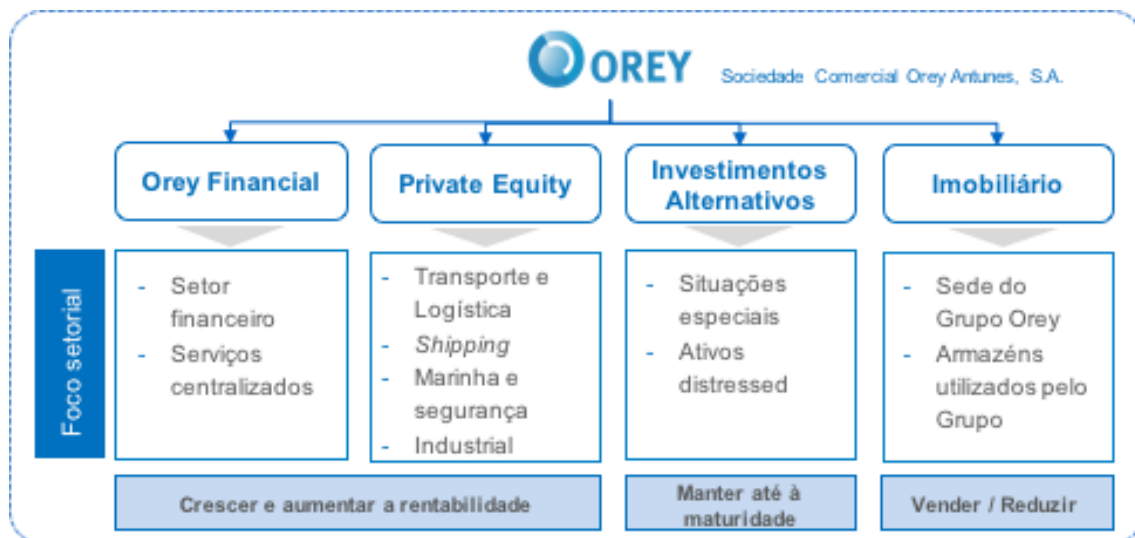 OREY
Sociedade Comercial Orey Antunes, S.A.
Orey Financial
Private Equity
Investimentos
Alternativos
Imobiliário
Foco setorial
- Setor
financeiro
- Serviços
centralizados
- Transporte e
Logística
- Shipping
- Marinha e
segurança
- Industrial
- Situações
especiais
- Ativos
distressed
- Sede do
Grupo Orey
- Armazéns
utilizados pelo
Grupo
Crescer e aumentar a rentabilidade
Manter até à
maturidade
Vender / Reduzir